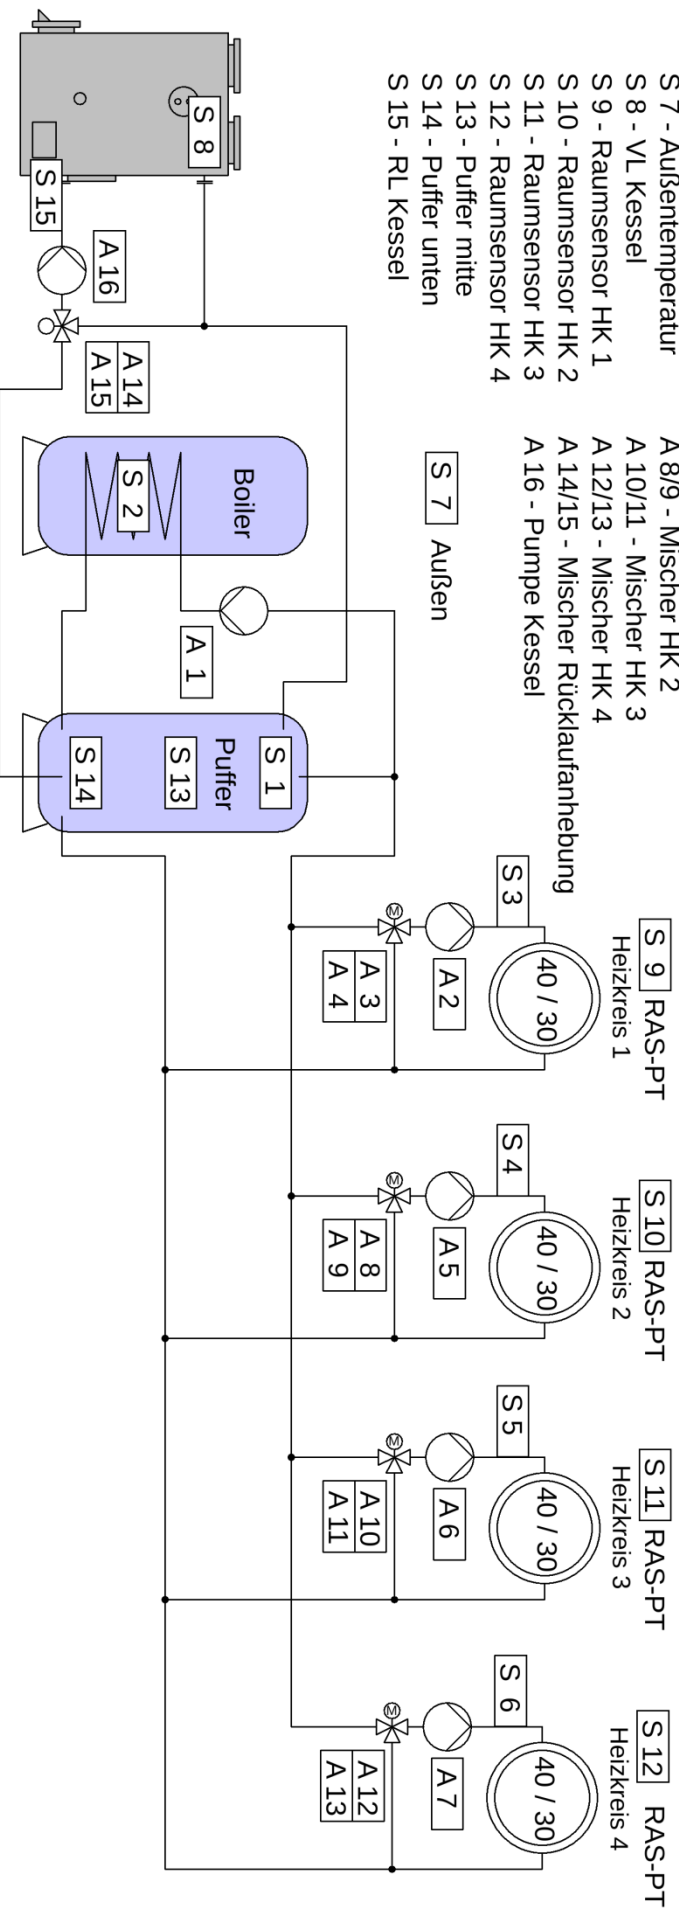 S 7 - Außentemperatur
S 8 - VL Kessel
S 9 - Raumsensor HK 1
S 10 - Raumsensor HK 2
S 11 - Raumsensor HK 3
S 12 - Raumsensor HK 4
S 13 - Puffer mitte
S 14 - Puffer unten
S 15 - RL Kessel
A 8/9 - Mischer HK 2
A 10/11 - Mischer HK 3
A 12/13 - Mischer HK 4
A 14/15 - Mischer Rücklaufanhebung
A 16 - Pumpe Kessel
S 7 Außen
S 9 RAS-PT
Heizkreis 1
S 10 RAS-PT
Heizkreis 2
S 11 RAS-PT
Heizkreis 3
S 12 RAS-PT
Heizkreis 4
S 3
40 / 30
S 4
40 / 30
S 5
40 / 30
S 6
40 / 30
A 2
A 5
A 6
A 7
M
M
M
M
A 3
A 4
A 8
A 9
A 10
A 11
A 12
A 13
S 8
S 15
A 16
A 14
A 15
Boiler
S 2
A 1
Puffer
S 1
S 13
S 14